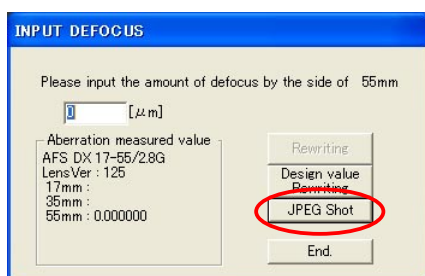 INPUT DEFOCUS
Please input the amount of defocus by the side of 55mm
0 [μm]
Aberration measured value
AFS DX 17-55/2.8G
LensVer : 125
17mm :
35mm :
55mm : 0.000000
Rewriting
Design value
Rewriting
JPEG Shot
End.